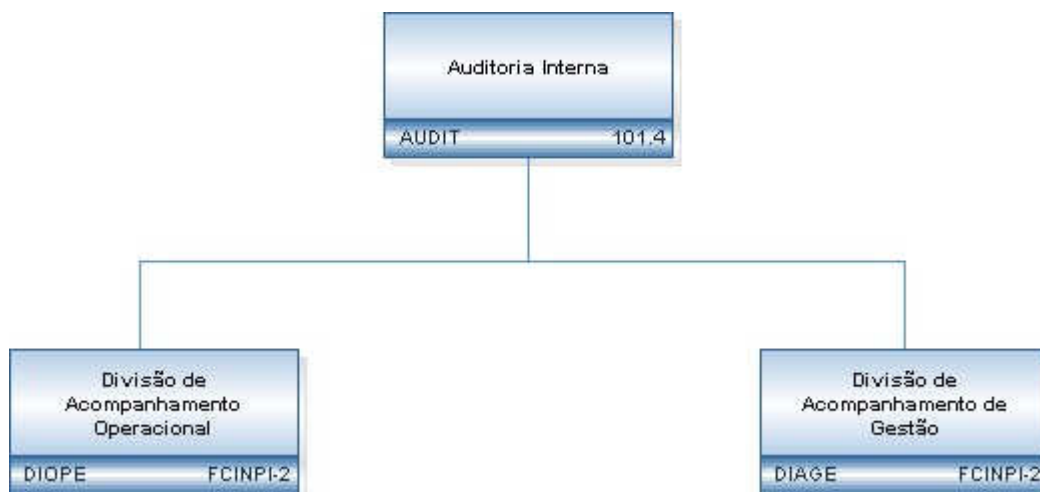 Auditoria Interna
AUDIT 101.4
Divisão de
Acompanhamento
Operacional
DIOPE FCINPI-2
Divisão de
Acompanhamento de
Gestão
DIAGE FCINPI-2